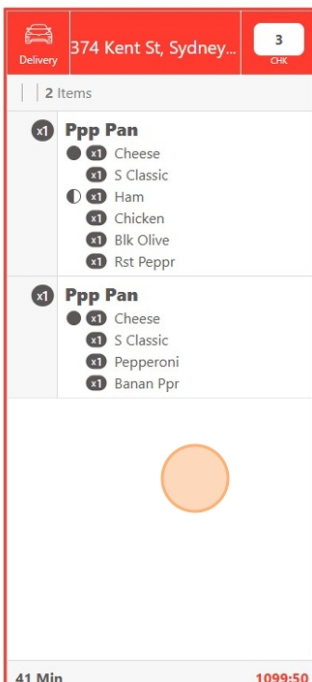 Delivery
374 Kent St, Sydney...
3
CHK
2 Items
x1 Ppp Pan
x1 Cheese
x1 S Classic
x1 Ham
x1 Chicken
x1 Blk Olive
x1 Rst Peppr
x1 Ppp Pan
x1 Cheese
x1 S Classic
x1 Pepperoni
x1 Banan Ppr
41 Min 1099:50